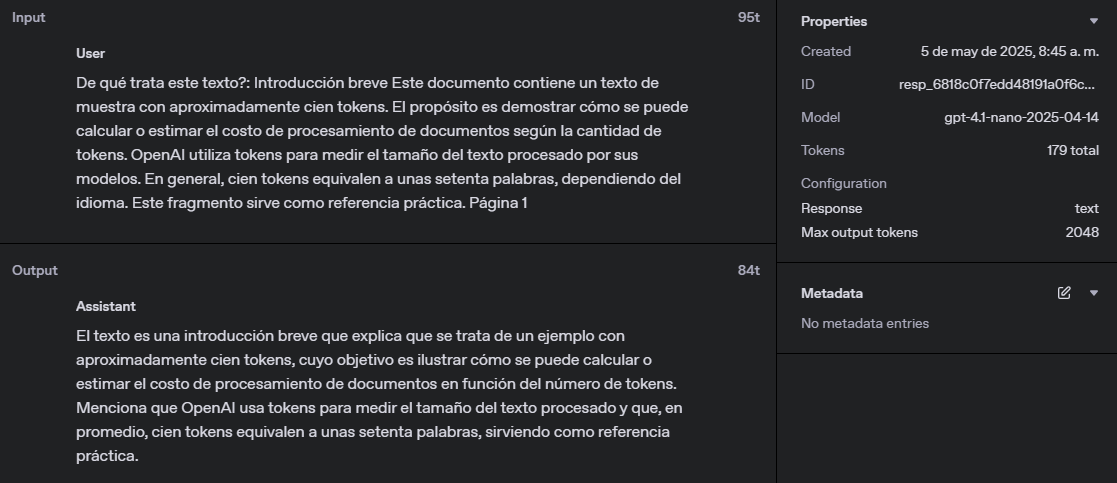 Input 95t
User
De qué trata este texto?: Introducción breve Este documento contiene un texto de
muestra con aproximadamente cien tokens. El propósito es demostrar cómo se puede
calcular o estimar el costo de procesamiento de documentos según la cantidad de
tokens. OpenAI utiliza tokens para medir el tamaño del texto procesado por sus
modelos. En general, cien tokens equivalen a unas setenta palabras, dependiendo del
idioma. Este fragmento sirve como referencia práctica. Página 1
Output 84t
Assistant
El texto es una introducción breve que explica que se trata de un ejemplo con
aproximadamente cien tokens, cuyo objetivo es ilustrar cómo se puede calcular o
estimar el costo de procesamiento de documentos en función del número de tokens.
Menciona que OpenAI usa tokens para medir el tamaño del texto procesado y que, en
promedio, cien tokens equivalen a unas setenta palabras, sirviendo como referencia
práctica.
Properties
Created 5 de may de 2025, 8:45 a. m.
ID resp_6818c0f7edd48191a0f6c...
Model gpt-4.1-nano-2025-04-14
Tokens 179 total
Configuration
Response text
Max output tokens 2048
Metadata
No metadata entries